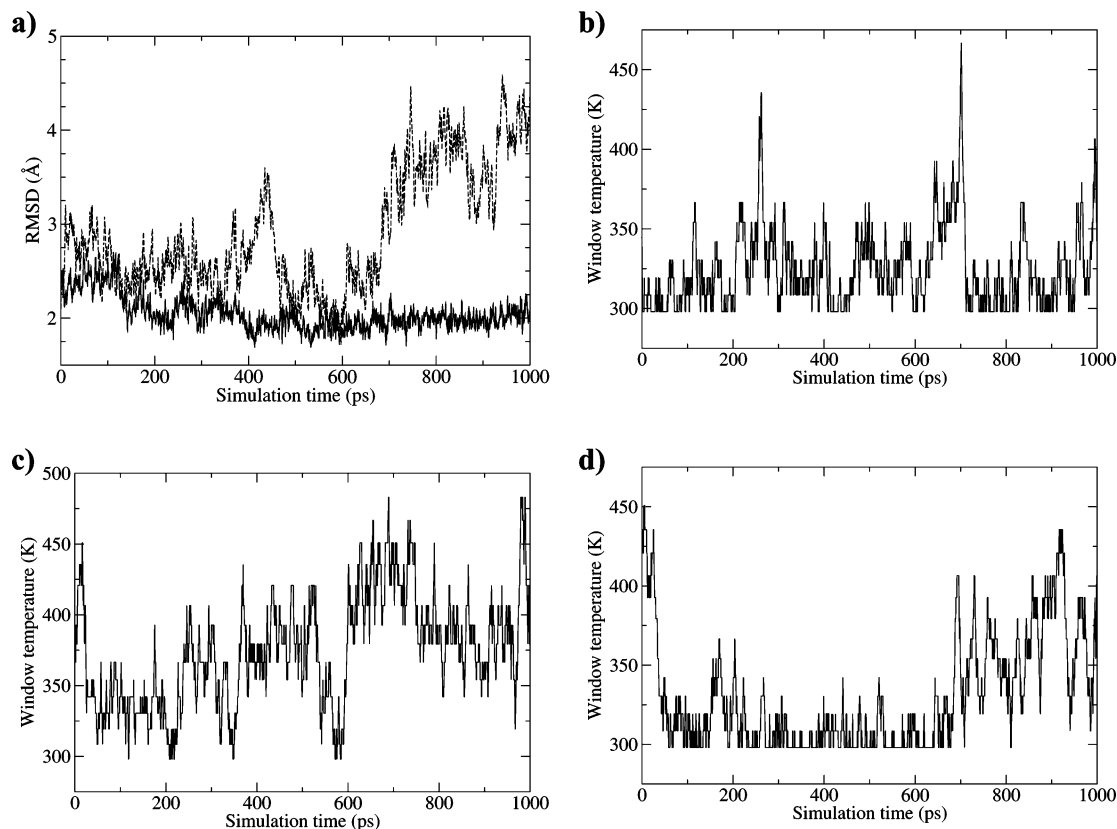 a)
5
4
3
2
RMSD (Å)
0 200 400 600 800 1000
Simulation time (ps)
b)
450
400
350
300
Window temperature (K)
0 200 400 600 800 1000
Simulation time (ps)
c)
500
450
400
350
300
Window temperature (K)
0 200 400 600 800 1000
Simulation time (ps)
d)
450
400
350
300
Window temperature (K)
0 200 400 600 800 1000
Simulation time (ps)